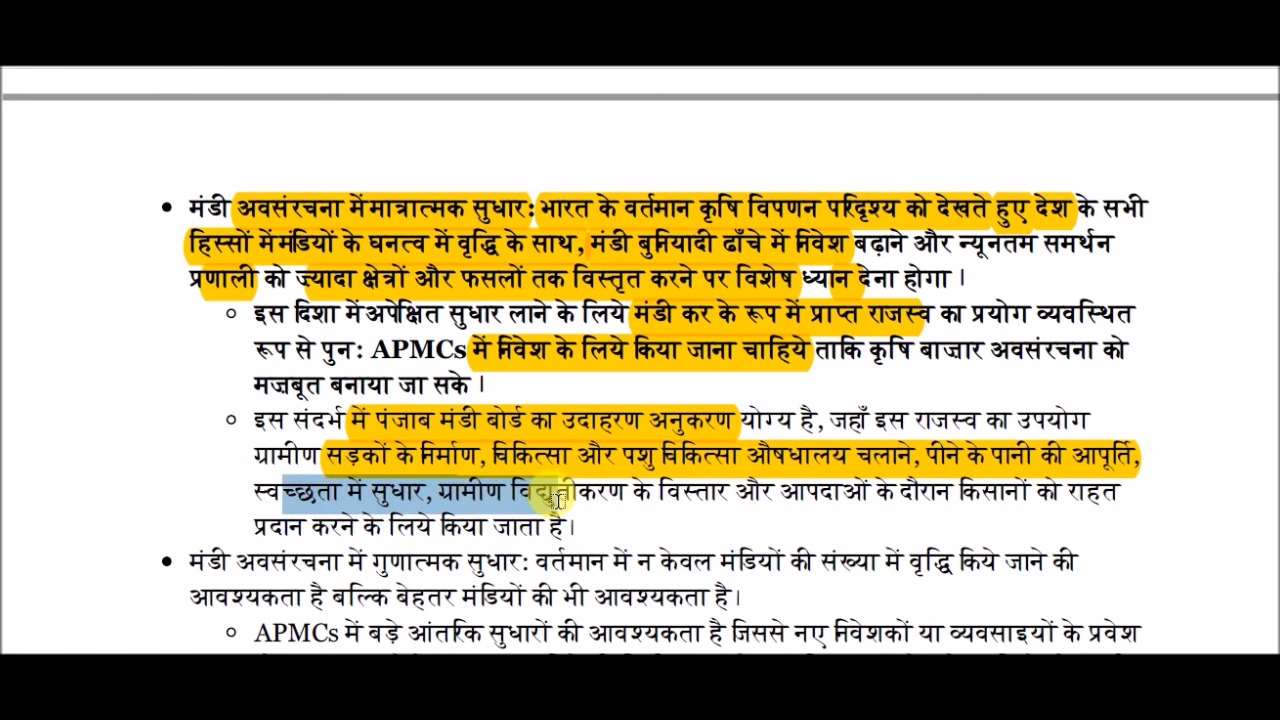 मंडी अवसंरचना में मात्रात्मक सुधार: भारत के वर्तमान कृषि विपणन परिदृश्य को देखते हुए देश के सभी
हिस्सों में मंडियों के घनत्व में वृद्धि के साथ, मंडी बुनियादी ढाँचे में निवेश बढ़ाने और न्यूनतम समर्थन
प्रणाली को ज्यादा क्षेत्रों और फसलों तक विस्तृत करने पर विशेष ध्यान देना होगा ।
इस दिशा में अपेक्षित सुधार लाने के लिये मंडी कर के रूप में प्राप्त राजस्व का प्रयोग व्यवस्थित
रूप से पुन: APMCs में निवेश के लिये किया जाना चाहिये ताकि कृषि बाजार अवसंरचना को
मजबूत बनाया जा सके ।
इस संदर्भ में पंजाब मंडी बोर्ड का उदाहरण अनुकरण योग्य है, जहाँ इस राजस्व का उपयोग
ग्रामीण सड़कों के निर्माण, चिकित्सा और पशु चिकित्सा औषधालय चलाने, पीने के पानी की आपूर्ति,
स्वच्छता में सुधार, ग्रामीण विद्युतीकरण के विस्तार और आपदाओं के दौरान किसानों को राहत
प्रदान करने के लिये किया जाता है।
मंडी अवसंरचना में गुणात्मक सुधार: वर्तमान में न केवल मंडियों की संख्या में वृद्धि किये जाने की
आवश्यकता है बल्कि बेहतर मंडियों की भी आवश्यकता है।
APMCs में बड़े आंतरिक सुधारों की आवश्यकता है जिससे नए निवेशकों या व्यवसाइयों के प्रवेश